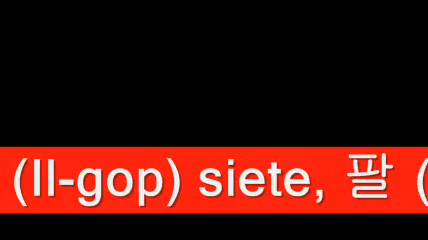 (Il-gop) siete, 팔 (